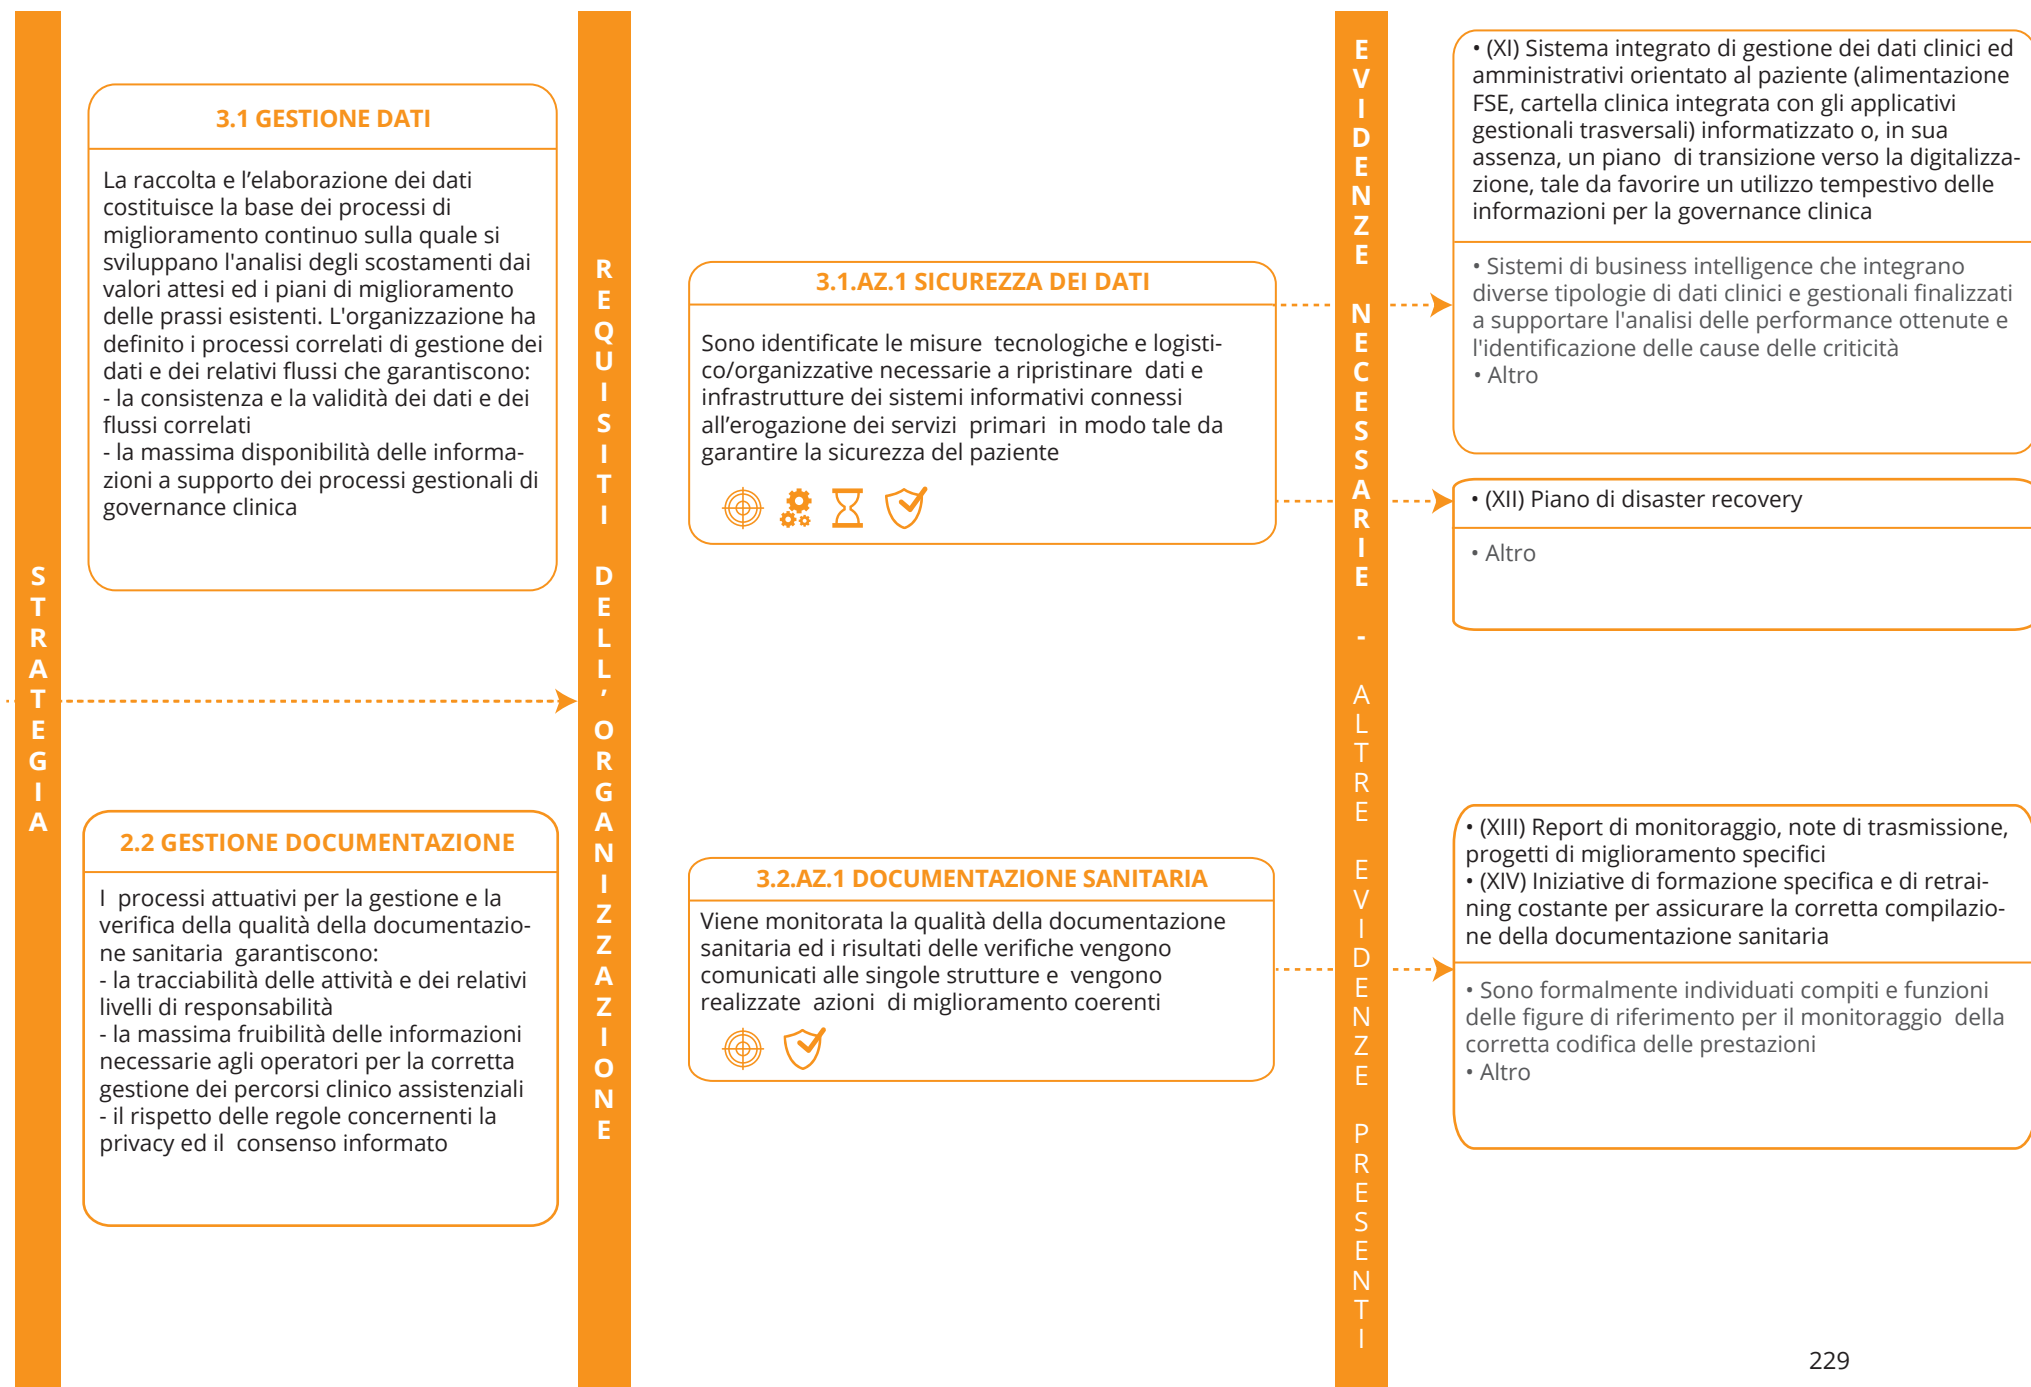 STRATEGIA
3.1 GESTIONE DATI
La raccolta e l’elaborazione dei dati
costituisce la base dei processi di
miglioramento continuo sulla quale si
sviluppano l'analisi degli scostamenti dai
valori attesi ed i piani di miglioramento
delle prassi esistenti. L'organizzazione ha
definito i processi correlati di gestione dei
dati e dei relativi flussi che garantiscono:
- la consistenza e la validità dei dati e dei
flussi correlati
- la massima disponibilità delle informa-
zioni a supporto dei processi gestionali di
governance clinica
2.2 GESTIONE DOCUMENTAZIONE
I processi attuativi per la gestione e la
verifica della qualità della documentazio-
ne sanitaria garantiscono:
- la tracciabilità delle attività e dei relativi
livelli di responsabilità
- la massima fruibilità delle informazioni
necessarie agli operatori per la corretta
gestione dei percorsi clinico assistenziali
- il rispetto delle regole concernenti la
privacy ed il consenso informato
REQUISITI DELL’ ORGANIZZAZIONE
3.1.AZ.1 SICUREZZA DEI DATI
Sono identificate le misure tecnologiche e logisti-
co/organizzative necessarie a ripristinare dati e
infrastrutture dei sistemi informativi connessi
all’erogazione dei servizi primari in modo tale da
garantire la sicurezza del paziente
3.2.AZ.1 DOCUMENTAZIONE SANITARIA
Viene monitorata la qualità della documentazione
sanitaria ed i risultati delle verifiche vengono
comunicati alle singole strutture e vengono
realizzate azioni di miglioramento coerenti
EVIDENZE NECESSARIE - ALTRE EVIDENZE PRESENTI
• (XI) Sistema integrato di gestione dei dati clinici ed
amministrativi orientato al paziente (alimentazione
FSE, cartella clinica integrata con gli applicativi
gestionali trasversali) informatizzato o, in sua
assenza, un piano di transizione verso la digitalizza-
zione, tale da favorire un utilizzo tempestivo delle
informazioni per la governance clinica
• Sistemi di business intelligence che integrano
diverse tipologie di dati clinici e gestionali finalizzati
a supportare l'analisi delle performance ottenute e
l'identificazione delle cause delle criticità
• Altro
• (XII) Piano di disaster recovery
• Altro
• (XIII) Report di monitoraggio, note di trasmissione,
progetti di miglioramento specifici
• (XIV) Iniziative di formazione specifica e di retrai-
ning costante per assicurare la corretta compilazio-
ne della documentazione sanitaria
• Sono formalmente individuati compiti e funzioni
delle figure di riferimento per il monitoraggio della
corretta codifica delle prestazioni
• Altro
229